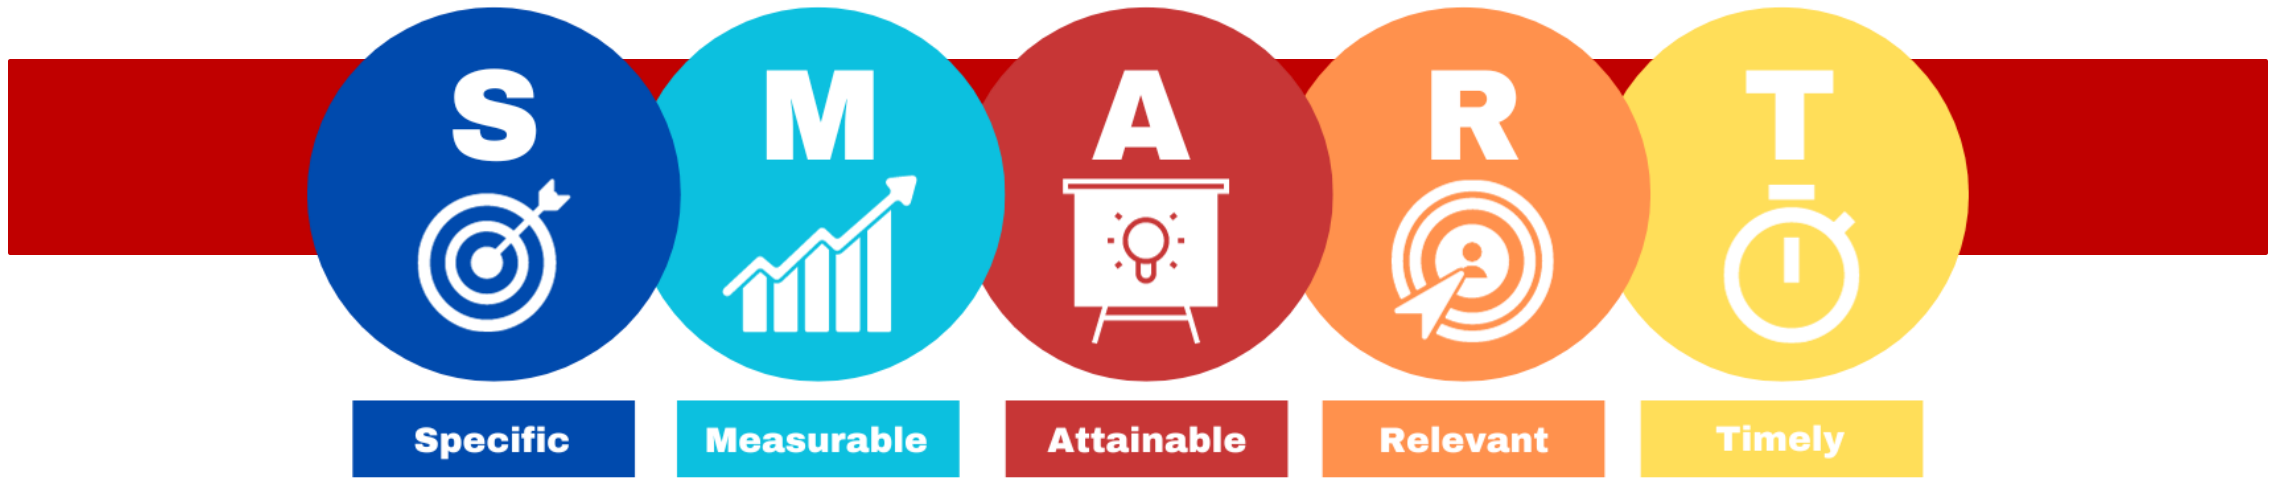 S M A R T
Specific Measurable Attainable Relevant Timely